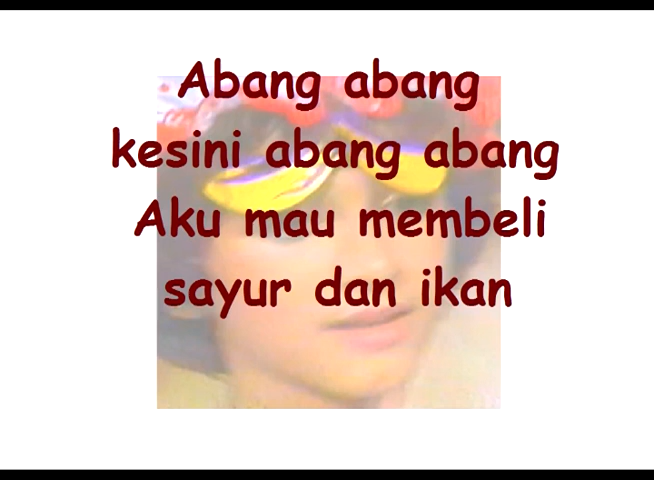 Abang abang
kesini abang abang
Aku mau membeli
sayur dan ikan